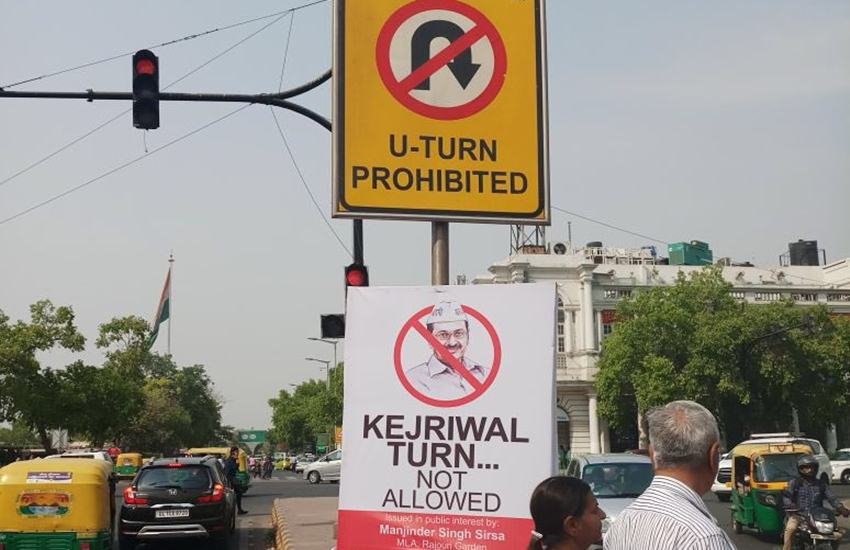 U-TURN
PROHIBITED
KEJRIWAL
TURN...
NOT
ALLOWED
Issued in public interest by:
Manjinder Singh Sirsa
MLA, Rajouri Garden